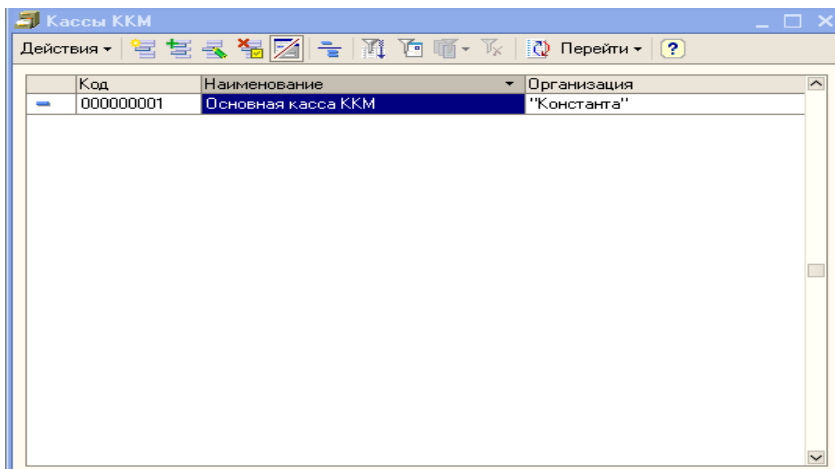 Кассы ККМ
Действия Перейти ?
Код Наименование Организация
000000001 Основная касса ККМ "Константа"